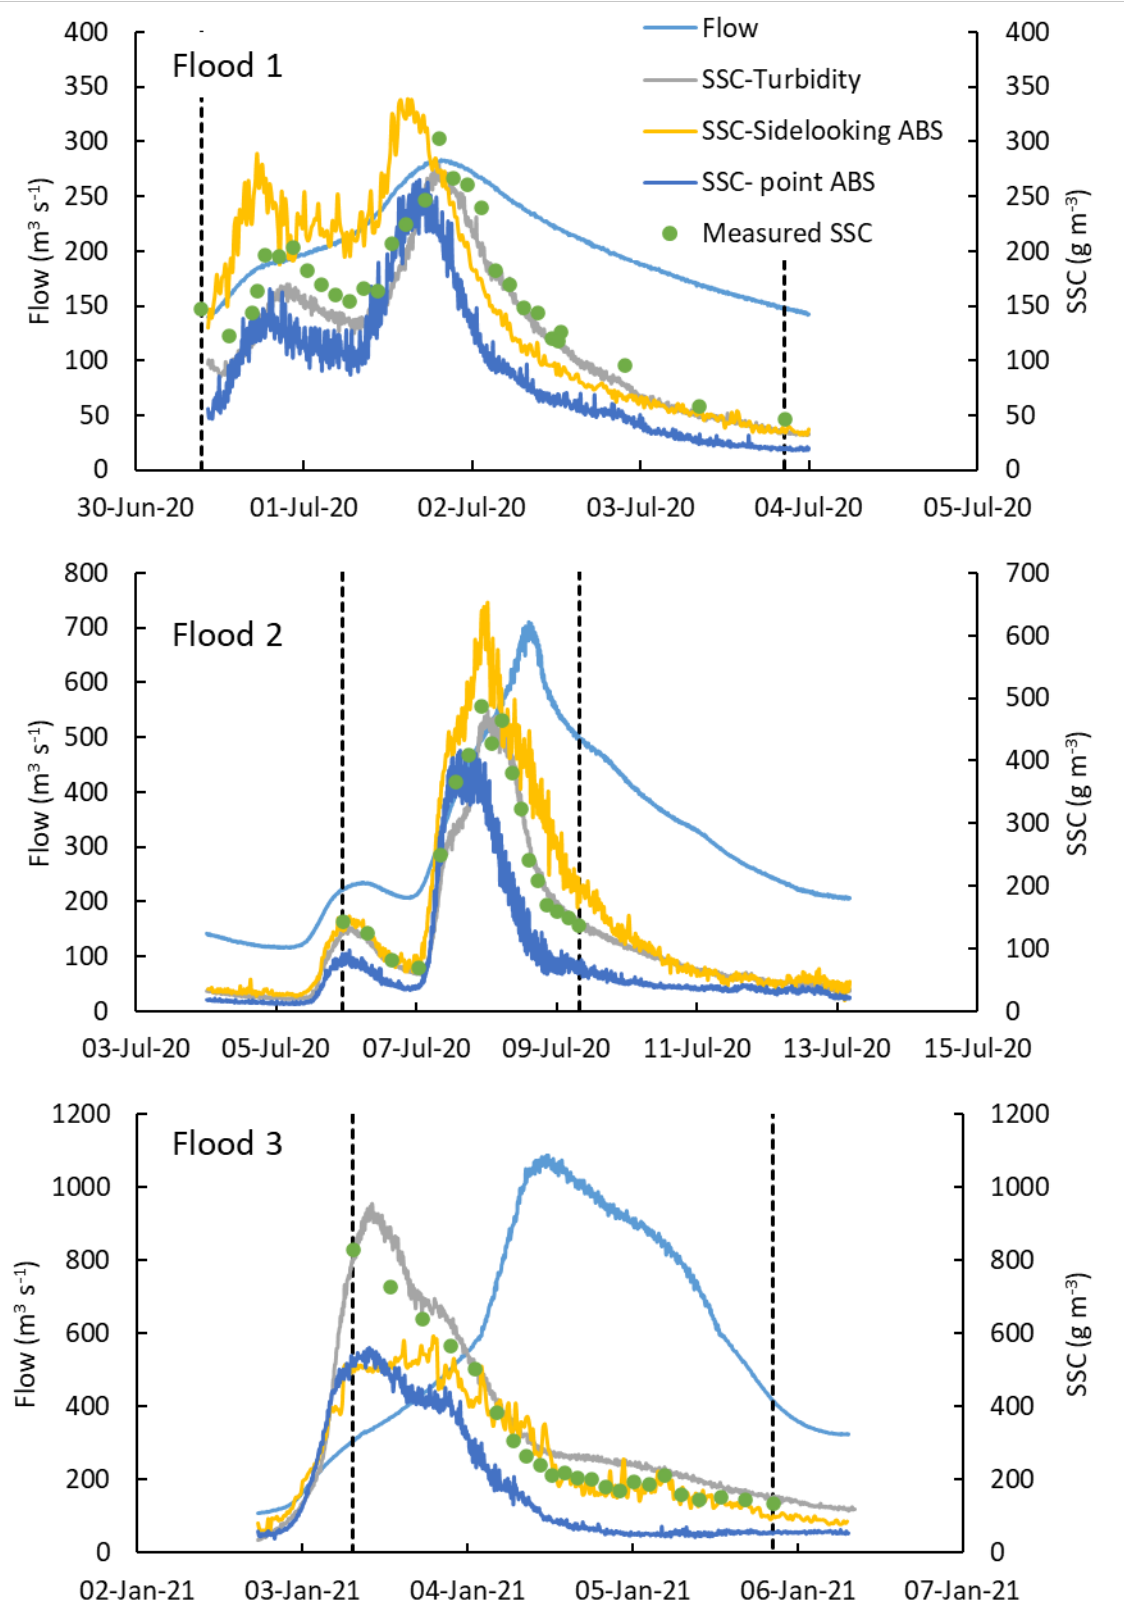 400
350
300
250
200
150
100
50
0
Flow (m³ s⁻¹)
Flood 1
Flow
SSC-Turbidity
SSC-Sidelooking ABS
SSC- point ABS
Measured SSC
400
350
300
250
200
150
100
50
0
SSC (g m⁻³)
30-Jun-20 01-Jul-20 02-Jul-20 03-Jul-20 04-Jul-20 05-Jul-20
800
700
600
500
400
300
200
100
0
Flow (m³ s⁻¹)
Flood 2
700
600
500
400
300
200
100
0
SSC (g m⁻³)
03-Jul-20 05-Jul-20 07-Jul-20 09-Jul-20 11-Jul-20 13-Jul-20 15-Jul-20
1200
1000
800
600
400
200
0
Flow (m³ s⁻¹)
Flood 3
1200
1000
800
600
400
200
0
SSC (g m⁻³)
02-Jan-21 03-Jan-21 04-Jan-21 05-Jan-21 06-Jan-21 07-Jan-21